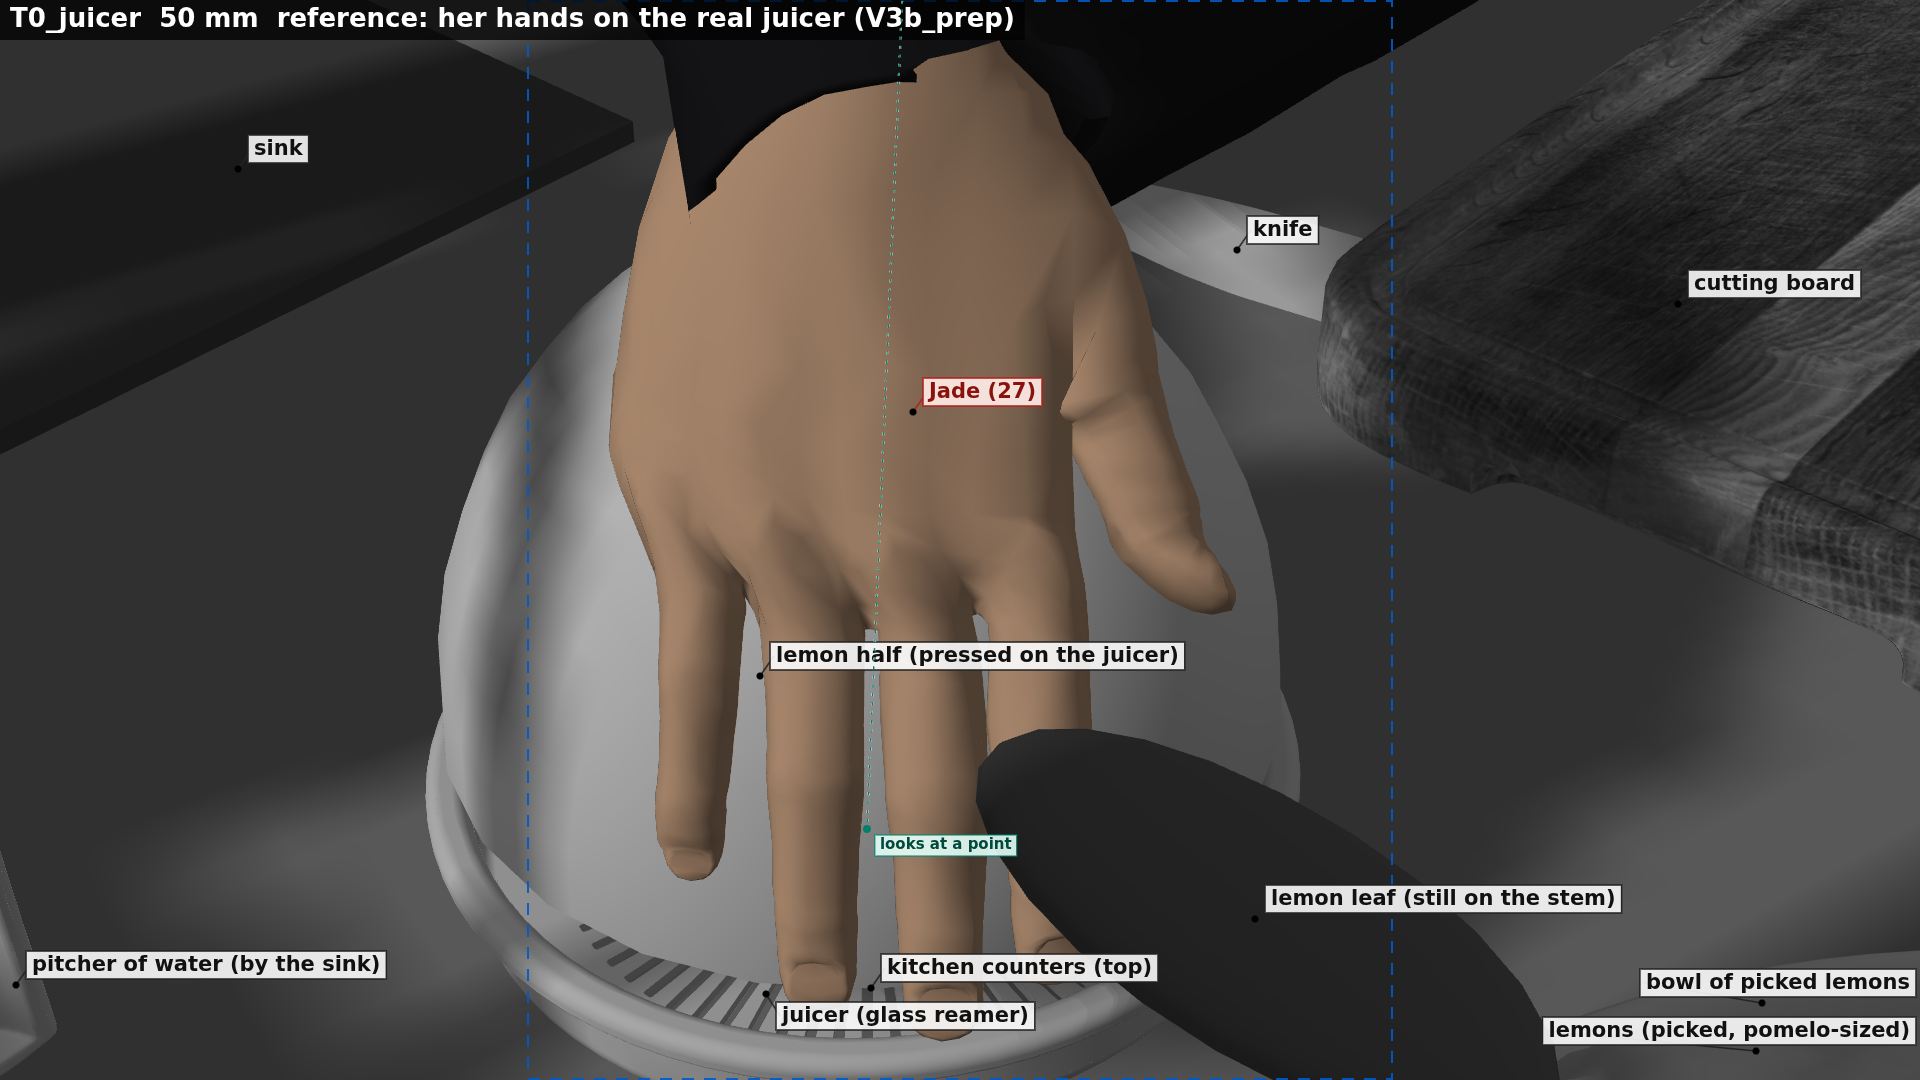 T0_juicer  50 mm  reference: her hands on the real juicer (V3b_prep)
sink
knife
cutting board
Jade (27)
lemon half (pressed on the juicer)
looks at a point
lemon leaf (still on the stem)
pitcher of water (by the sink)
kitchen counters (top)
bowl of picked lemons
juicer (glass reamer)
lemons (picked, pomelo-sized)